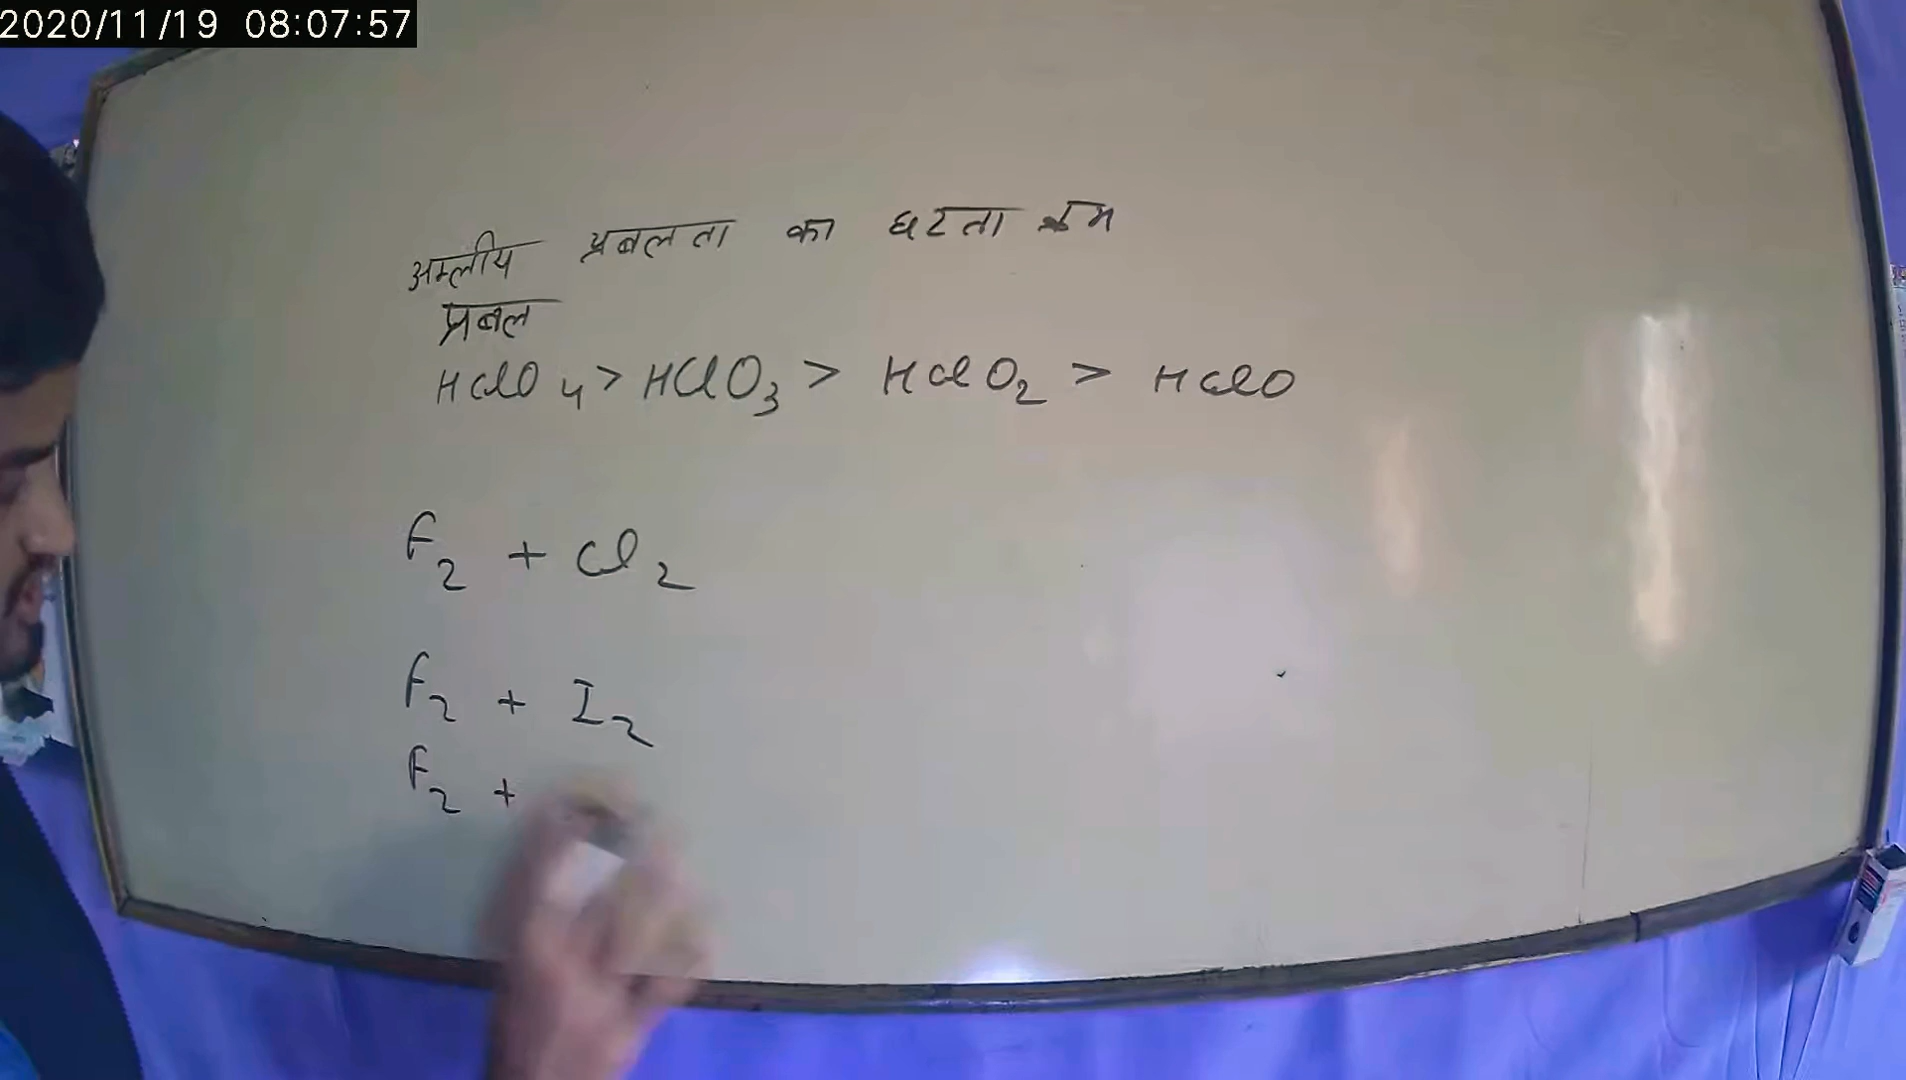 2020/11/19 08:07:57
अम्लीय प्रबलता का घटता क्रम
प्रबल
HClO4 > HClO3 > HClO2 > HClO
F2 + Cl2
F2 + I2
F2 +